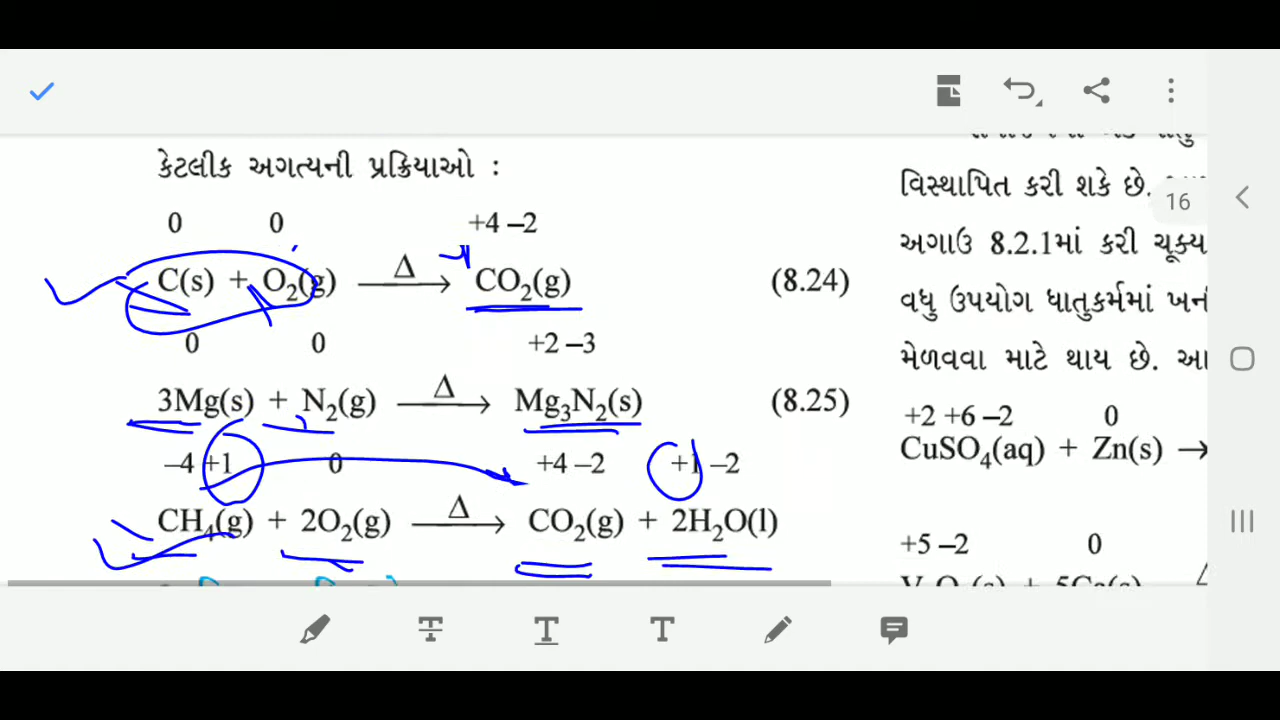 કેટલીક અગત્યની પ્રક્રિયાઓ :
0 0 +4 –2
C(s) + O₂(g) —Δ→ CO₂(g) (8.24)
0 0 +2 –3
3Mg(s) + N₂(g) —Δ→ Mg₃N₂(s) (8.25)
–4 +1 0 +4 –2 +1 –2
CH₄(g) + 2O₂(g) —Δ→ CO₂(g) + 2H₂O(l)
વિસ્થાપિત કરી શકે છે.
16
અગાઉ 8.2.1માં કરી ચૂક્ય
વધુ ઉપયોગ ધાતુકર્મમાં
મેળવવા માટે થાય છે. આ
+2 +6 –2 0
CuSO₄(aq) + Zn(s) →
+5 –2 0
T T